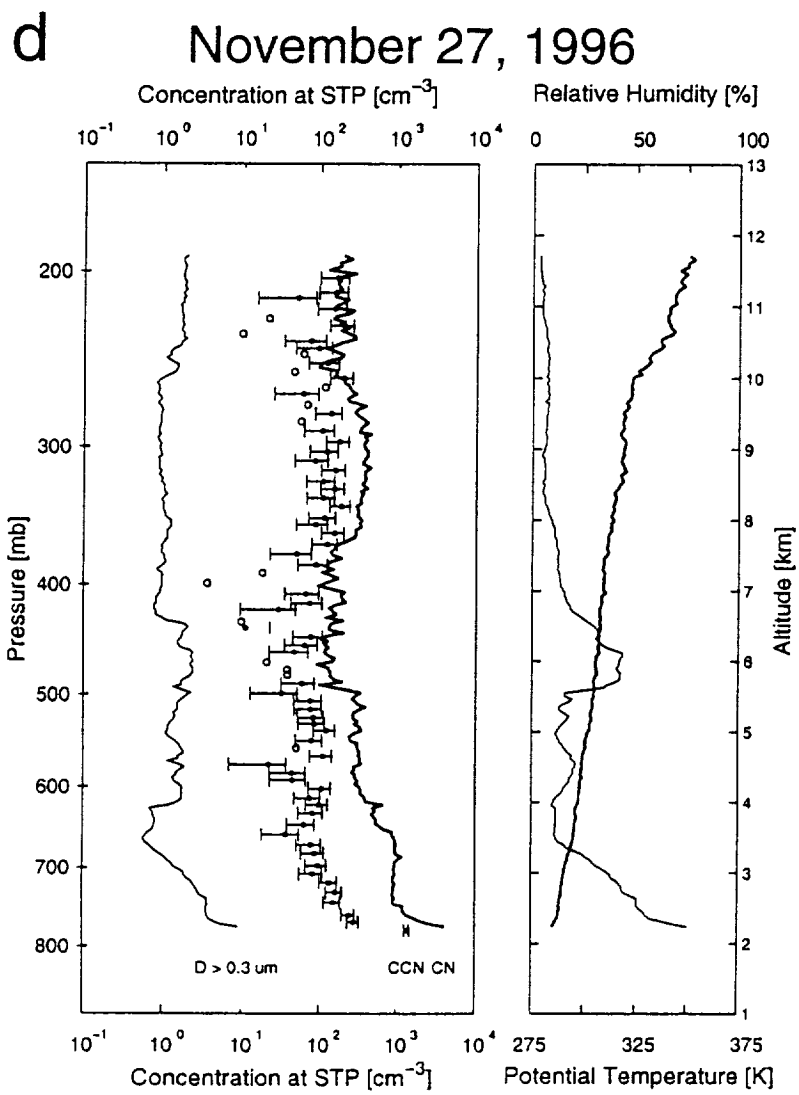 d
November 27, 1996
Concentration at STP [cm⁻³]
Relative Humidity [%]
10⁻¹ 10⁰ 10¹ 10² 10³ 10⁴
0 50 100
13
12
200
11
10
300
9
8
Pressure [mb]
400
7
Altitude [km]
6
500
5
600
4
700
3
800
2
D > 0.3 um
CCN CN
1
10⁻¹ 10⁰ 10¹ 10² 10³ 10⁴
275 325 375
Concentration at STP [cm⁻³]
Potential Temperature [K]